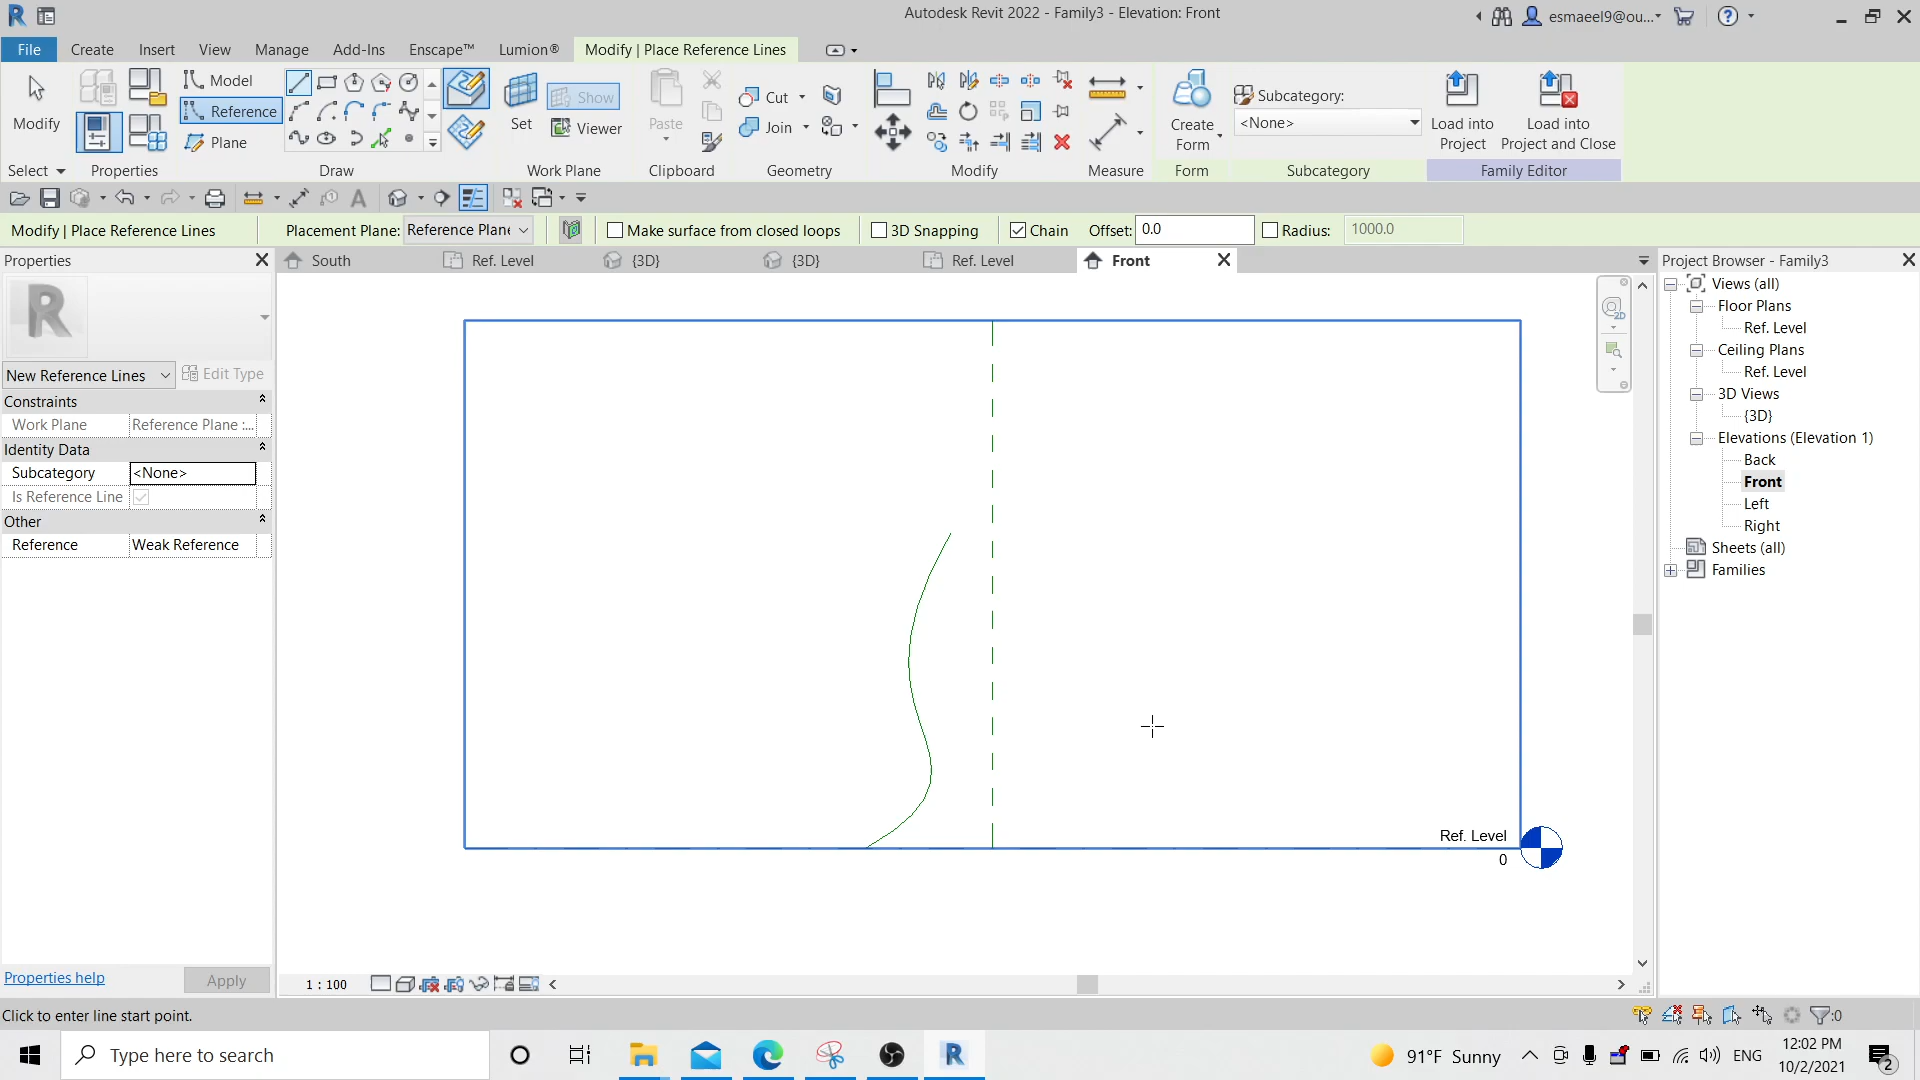 Autodesk Revit 2022 - Family3 - Elevation: Front
esmaeel9@ou...
File Create Insert View Manage Add-Ins Enscape™ Lumion® Modify | Place Reference Lines
Modify
Model
Reference
Plane
Set
Show
Viewer
Paste
Cut
Join
Create
Form
Subcategory:
<None>
Load into
Project
Load into
Project and Close
Select Properties Draw Work Plane Clipboard Geometry Modify Measure Form Subcategory Family Editor
Modify | Place Reference Lines Placement Plane: Reference Plane Make surface from closed loops 3D Snapping Chain Offset: 0.0 Radius: 1000.0
Properties
South Ref. Level {3D} {3D} Ref. Level Front
Project Browser - Family3
New Reference Lines Edit Type
Constraints
Work Plane Reference Plane :...
Identity Data
Subcategory <None>
Is Reference Line
Other
Reference Weak Reference
Properties help Apply
2D
Ref. Level
0
Views (all)
Floor Plans
Ref. Level
Ceiling Plans
Ref. Level
3D Views
{3D}
Elevations (Elevation 1)
Back
Front
Left
Right
Sheets (all)
Families
1 : 100
Click to enter line start point.
:0
Type here to search
91°F Sunny
ENG
12:02 PM
10/2/2021
2